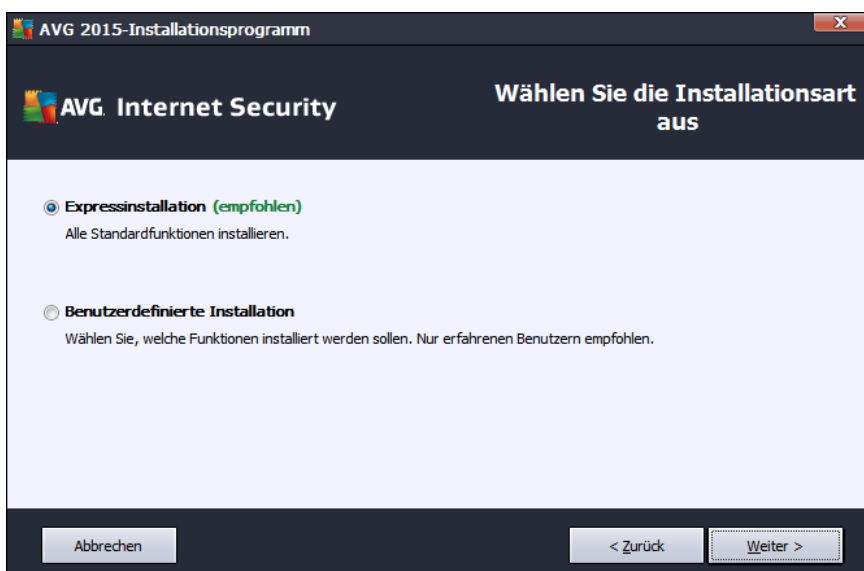 AVG 2015-Installationsprogramm
X
AVG Internet Security
Wählen Sie die Installationsart
aus
Expressinstallation (empfohlen)
Alle Standardfunktionen installieren.
Benutzerdefinierte Installation
Wählen Sie, welche Funktionen installiert werden sollen. Nur erfahrenen Benutzern empfohlen.
Abbrechen
< Zurück
Weiter >